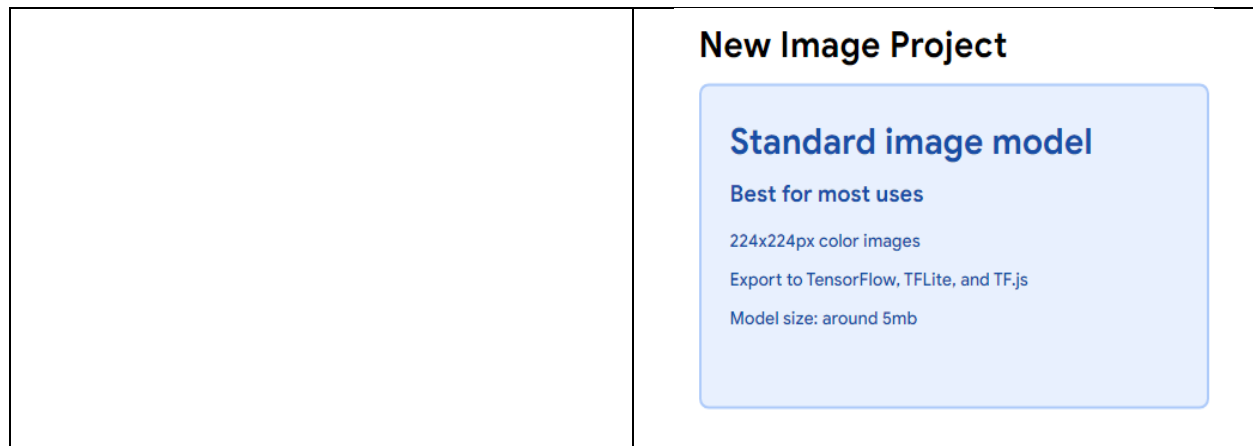 New Image Project
Standard image model
Best for most uses
224x224px color images
Export to TensorFlow, TFLite, and TF.js
Model size: around 5mb